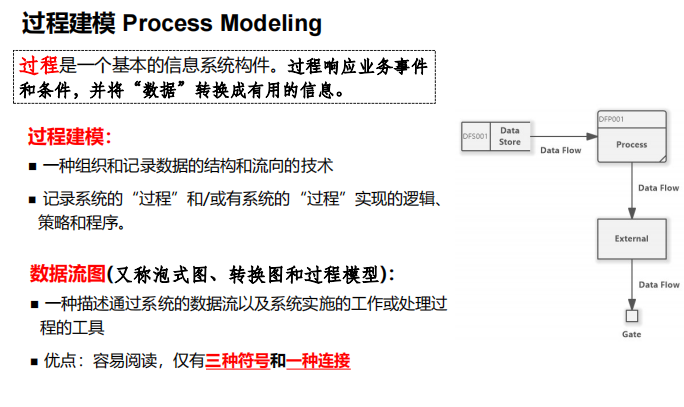 过程建模 Process Modeling
过程是一个基本的信息系统构件。过程响应业务事件
和条件，并将“数据”转换成有用的信息。
过程建模：
■ 一种组织和记录数据的结构和流向的技术
■ 记录系统的“过程”和/或有系统的“过程”实现的逻辑、
策略和程序。
数据流图(又称泡式图、转换图和过程模型)：
■ 一种描述通过系统的数据流以及系统实施的工作或处理过
程的工具
■ 优点：容易阅读，仅有三种符号和一种连接
DFS001
Data
Store
Data Flow
DFP001
Process
Data Flow
External
Data Flow
Gate